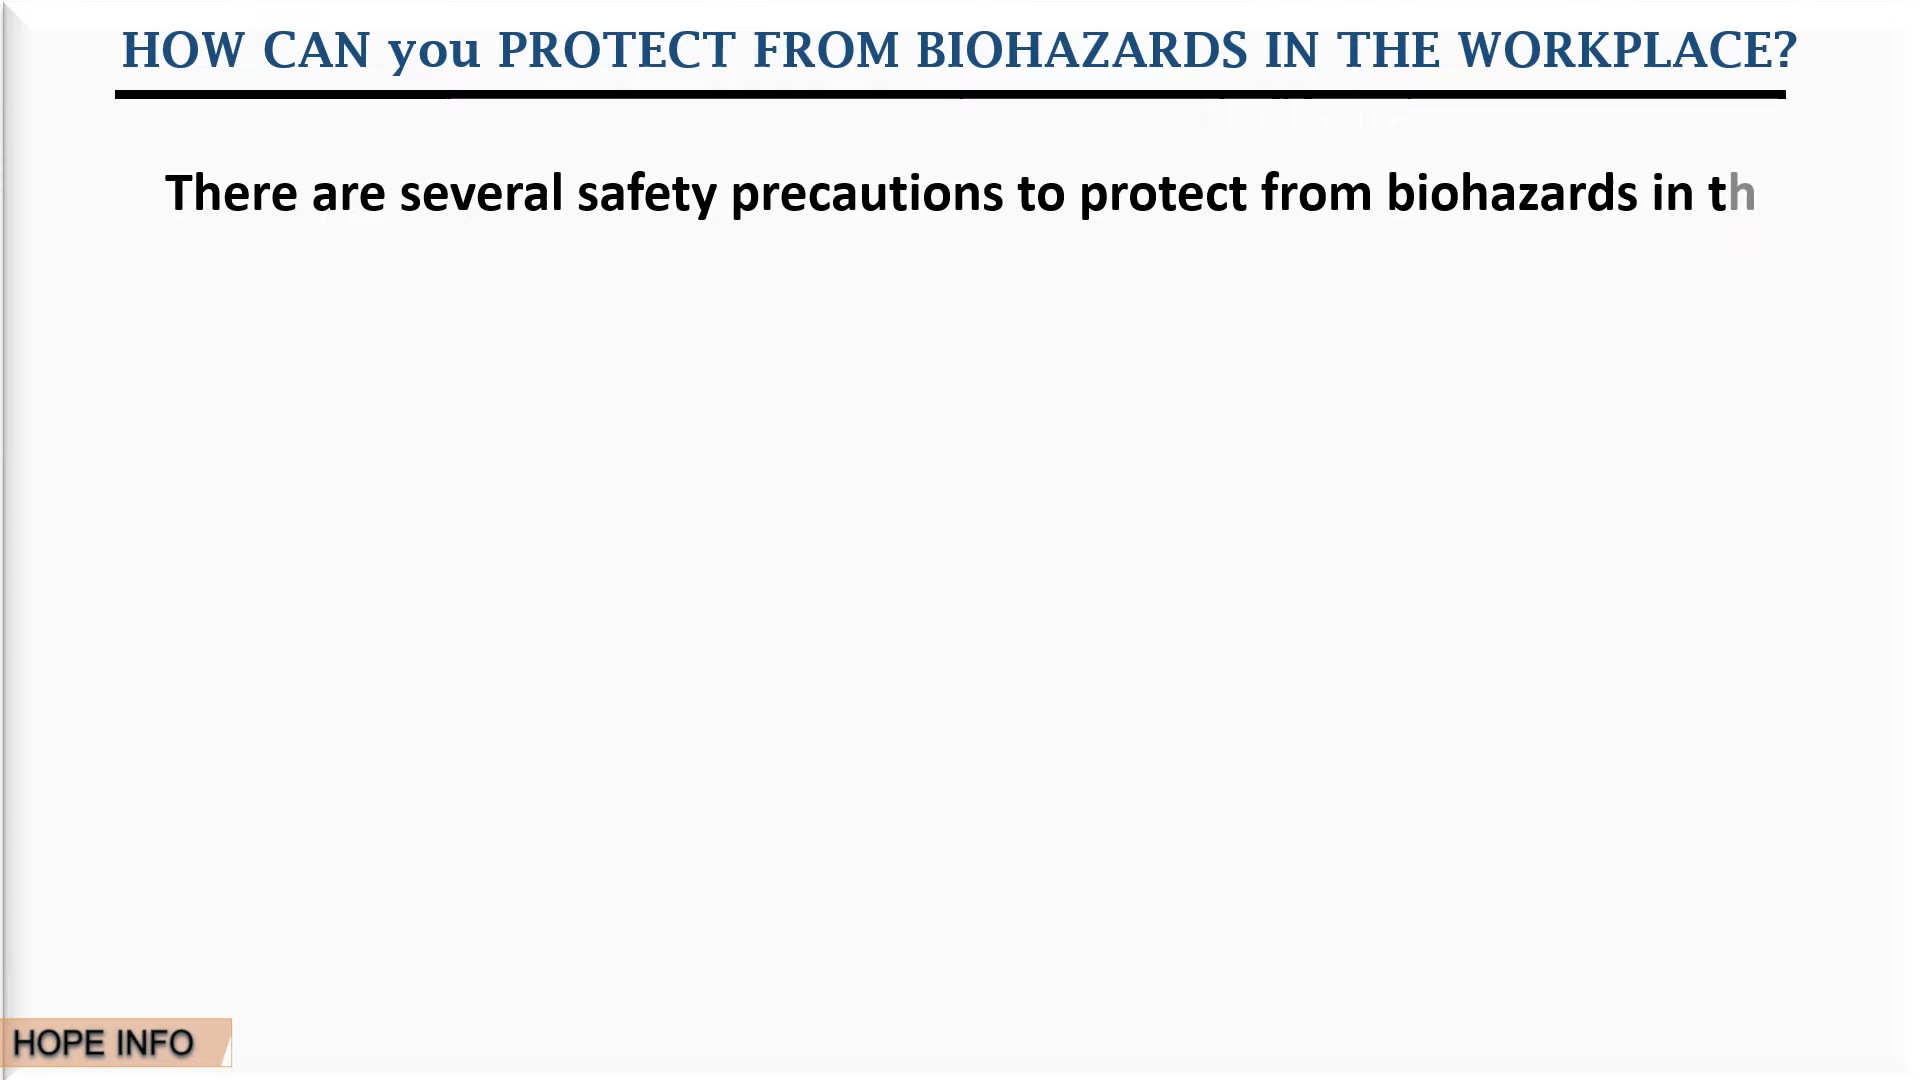 HOW CAN you PROTECT FROM BIOHAZARDS IN THE WORKPLACE?
There are several safety precautions to protect from biohazards in th
HOPE INFO